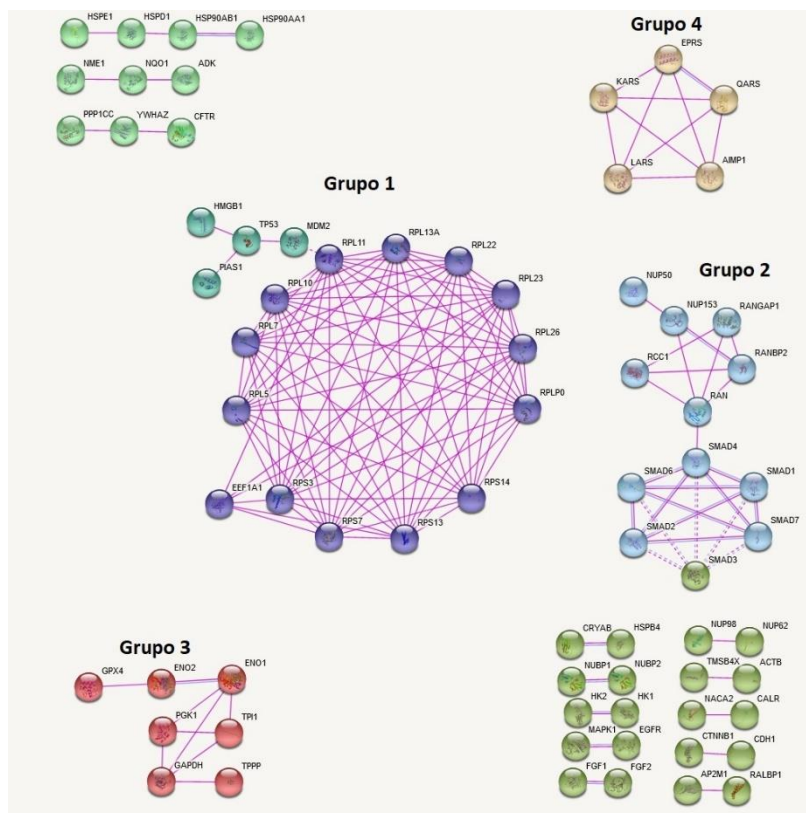 HSPE1 HSPD1 HSP90AB1 HSP90AA1
NME1 NQO1 ADK
PPP1CC YWHAZ CFTR
Grupo 4
EPRS
KARS QARS
LARS AIMP1
Grupo 1
HMGB1 TP53 MDM2
PIAS1
RPL11 RPL13A RPL22
RPL10 RPL23
RPL7 RPL26
RPL5 RPLP0
EEF1A1 RPS3 RPS14
RPS7 RPS13
Grupo 2
NUP50
NUP153 RANGAP1
RCC1 RANBP2
RAN
SMAD4
SMAD6 SMAD1
SMAD2 SMAD7
SMAD3
Grupo 3
GPX4 ENO2 ENO1
PGK1 TPI1
GAPDH TPPP
CRYAB HSPB4 NUP98 NUP62
NUBP1 NUBP2 TMSB4X ACTB
HK2 HK1 NACA2 CALR
MAPK1 EGFR CTNNB1 CDH1
FGF1 FGF2 AP2M1 RALBP1